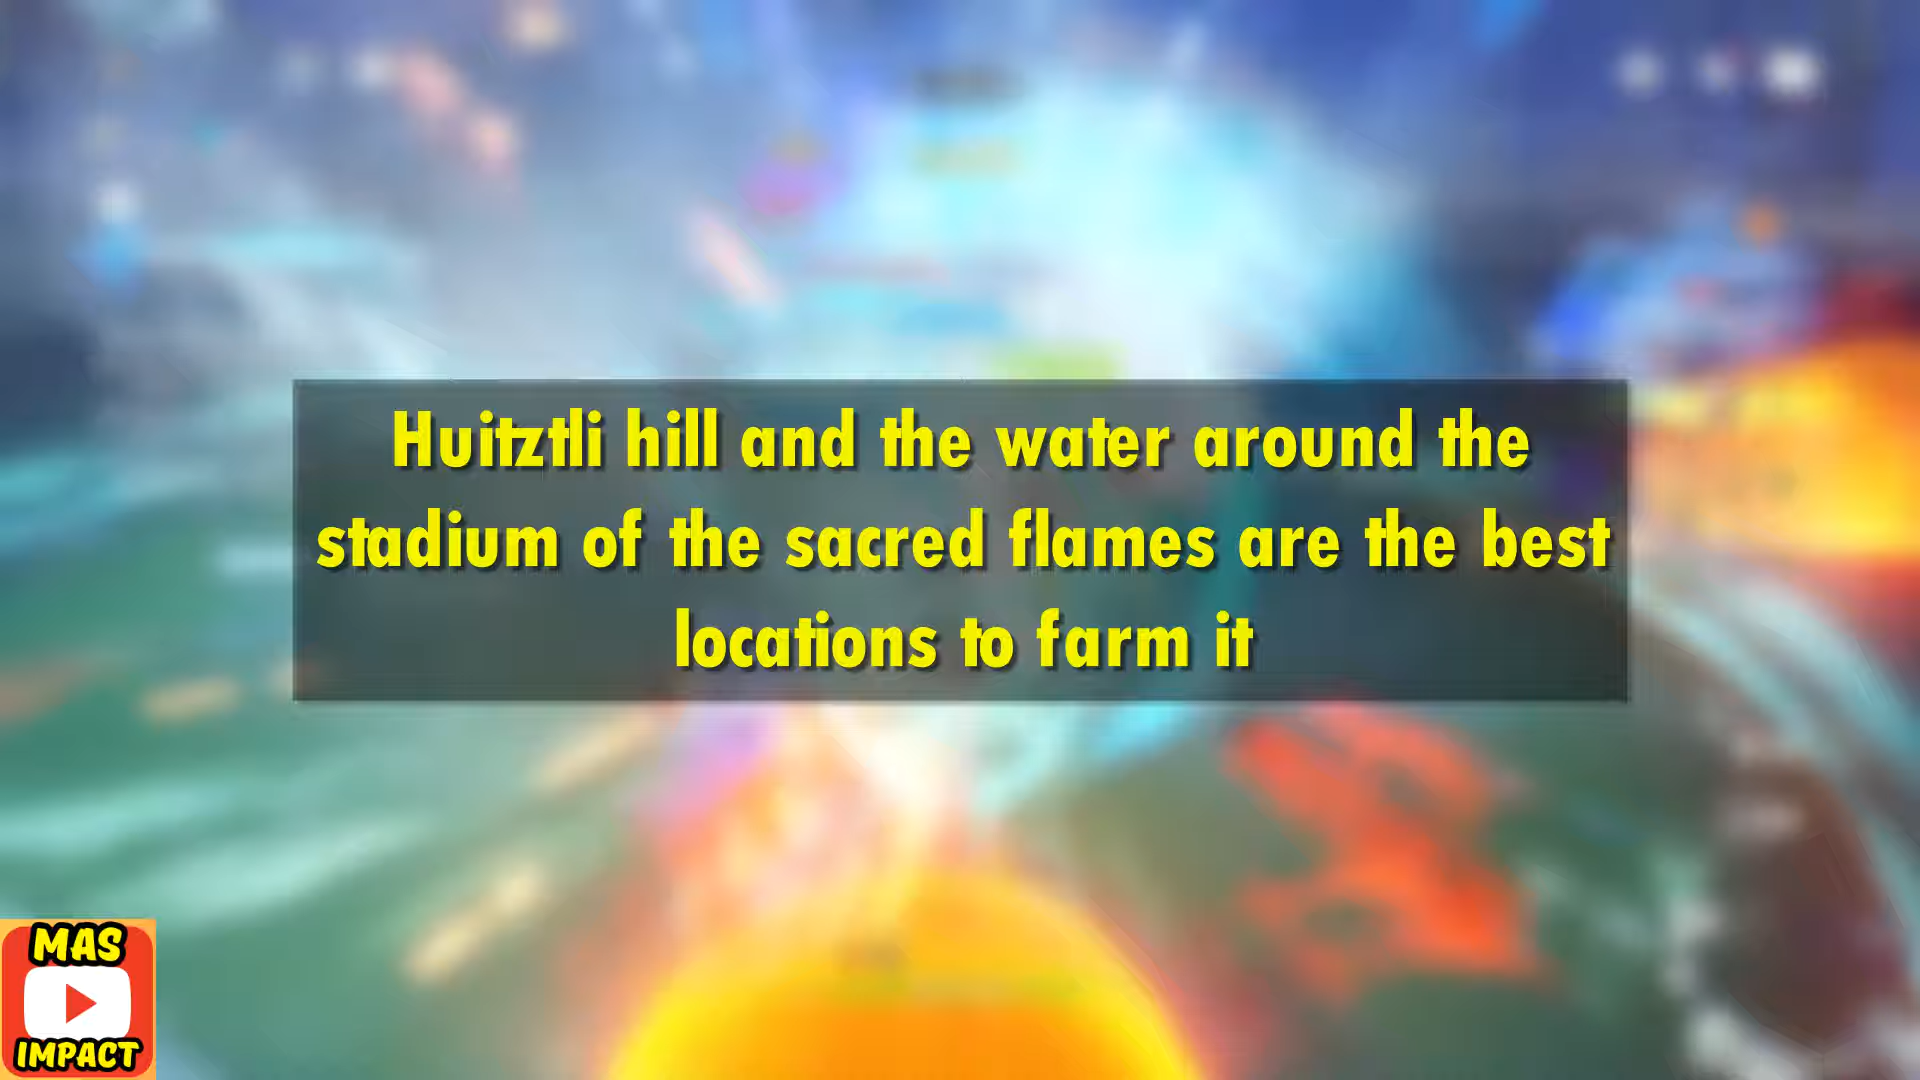 Huitztli hill and the water around the
stadium of the sacred flames are the best
locations to farm it
MAS
IMPACT